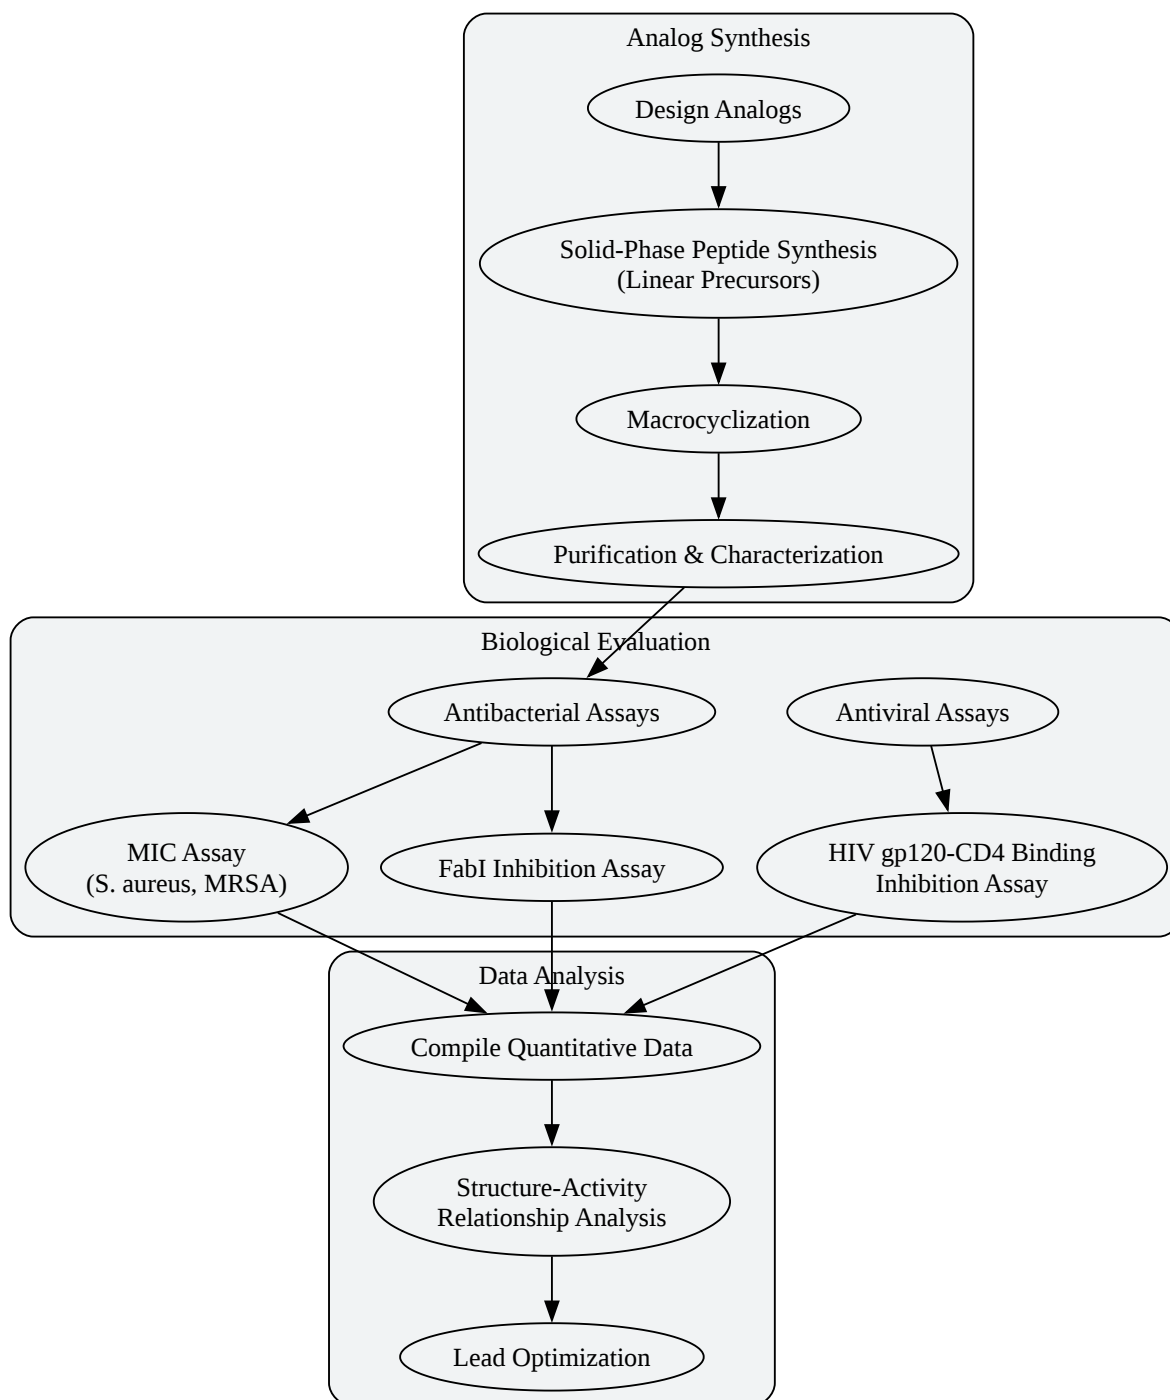 Analog Synthesis
Design Analogs
Solid-Phase Peptide Synthesis
(Linear Precursors)
Macrocyclization
Purification & Characterization
Biological Evaluation
Antibacterial Assays
Antiviral Assays
MIC Assay
(S. aureus, MRSA)
FabI Inhibition Assay
HIV gp120-CD4 Binding
Inhibition Assay
Data Analysis
Compile Quantitative Data
Structure-Activity
Relationship Analysis
Lead Optimization